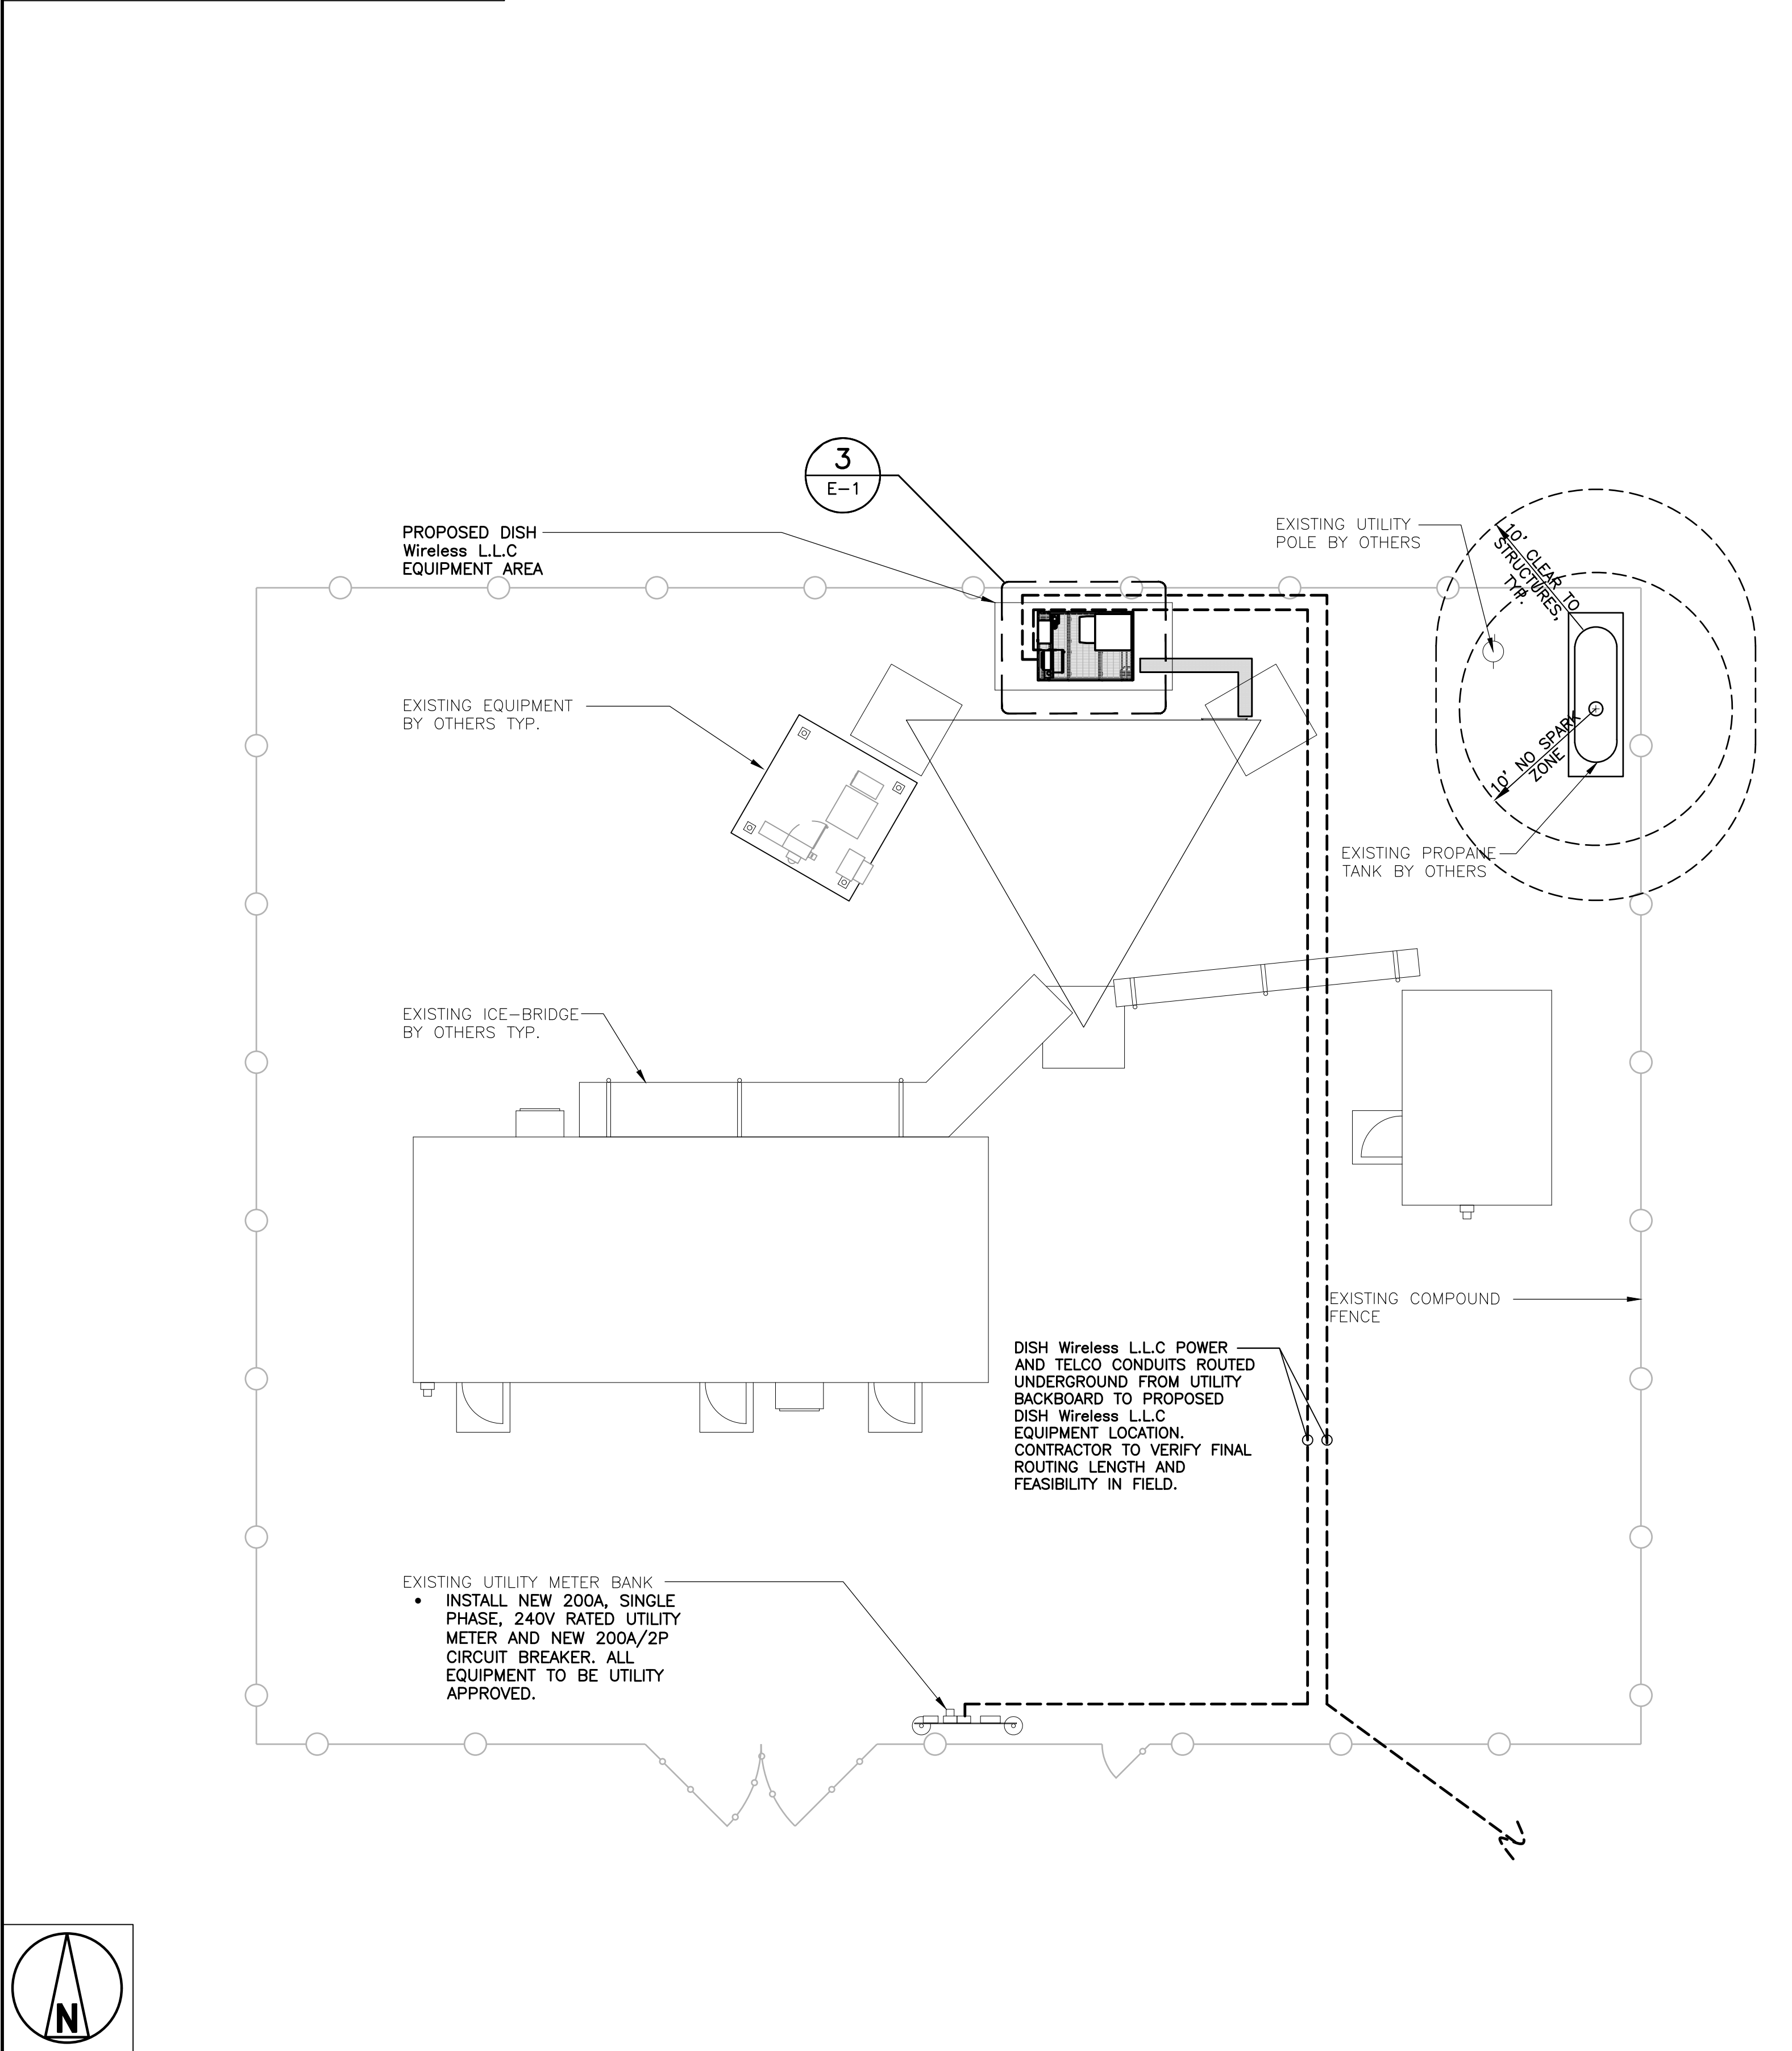 3
E-1
PROPOSED DISH
Wireless L.L.C
EQUIPMENT AREA
EXISTING UTILITY
POLE BY OTHERS
10' CLEAR TO
STRUCTURES,
TYP.
EXISTING EQUIPMENT
BY OTHERS TYP.
10' NO SPARK
ZONE
EXISTING PROPANE
TANK BY OTHERS
EXISTING ICE-BRIDGE
BY OTHERS TYP.
EXISTING COMPOUND
FENCE
DISH Wireless L.L.C POWER
AND TELCO CONDUITS ROUTED
UNDERGROUND FROM UTILITY
BACKBOARD TO PROPOSED
DISH Wireless L.L.C
EQUIPMENT LOCATION.
CONTRACTOR TO VERIFY FINAL
ROUTING LENGTH AND
FEASIBILITY IN FIELD.
EXISTING UTILITY METER BANK
• INSTALL NEW 200A, SINGLE
PHASE, 240V RATED UTILITY
METER AND NEW 200A/2P
CIRCUIT BREAKER. ALL
EQUIPMENT TO BE UTILITY
APPROVED.
N